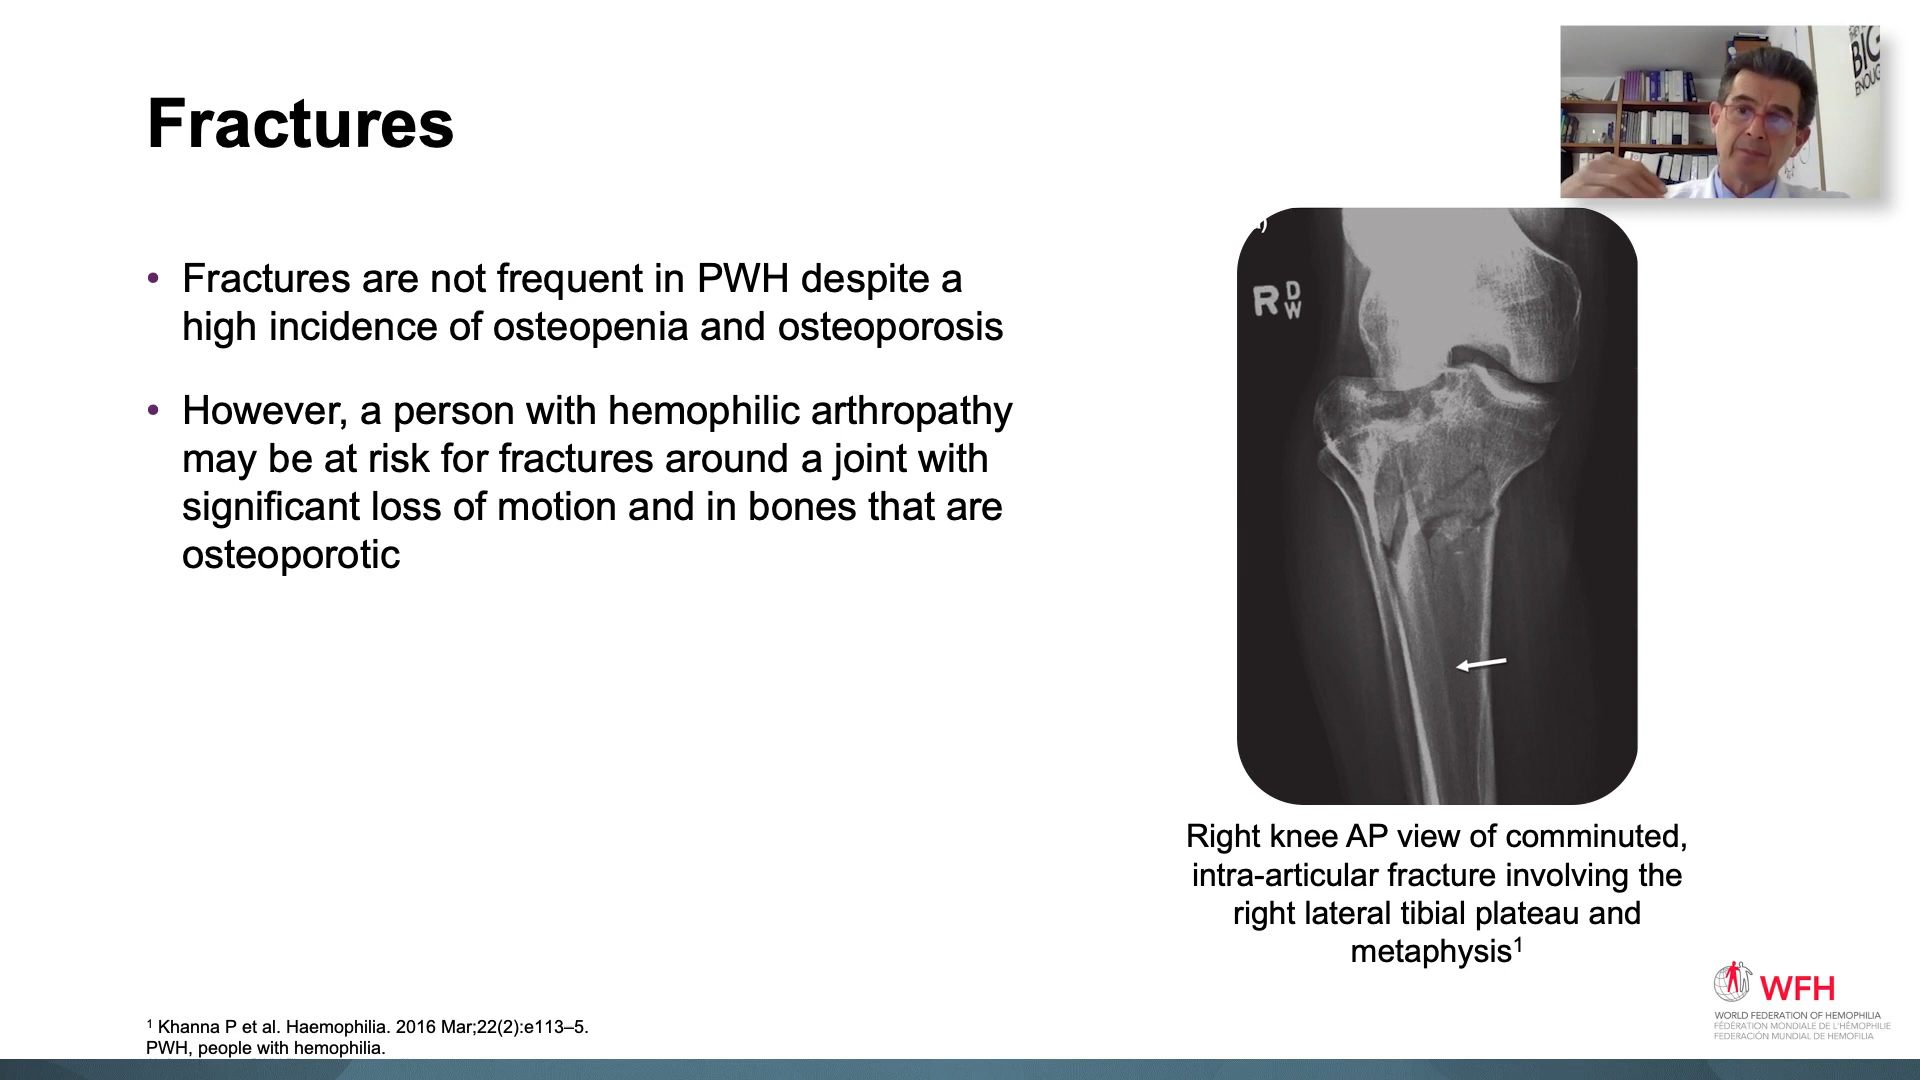 Fractures
• Fractures are not frequent in PWH despite a
high incidence of osteopenia and osteoporosis
• However, a person with hemophilic arthropathy
may be at risk for fractures around a joint with
significant loss of motion and in bones that are
osteoporotic
BIG
R D
W
Right knee AP view of comminuted,
intra-articular fracture involving the
right lateral tibial plateau and
metaphysis¹
¹ Khanna P et al. Haemophilia. 2016 Mar;22(2):e113–5.
PWH, people with hemophilia.
WFH
WORLD FEDERATION OF HEMOPHILIA
FÉDÉRATION MONDIALE DE L'HÉMOPHILIE
FEDERACIÓN MUNDIAL DE HEMOFILIA